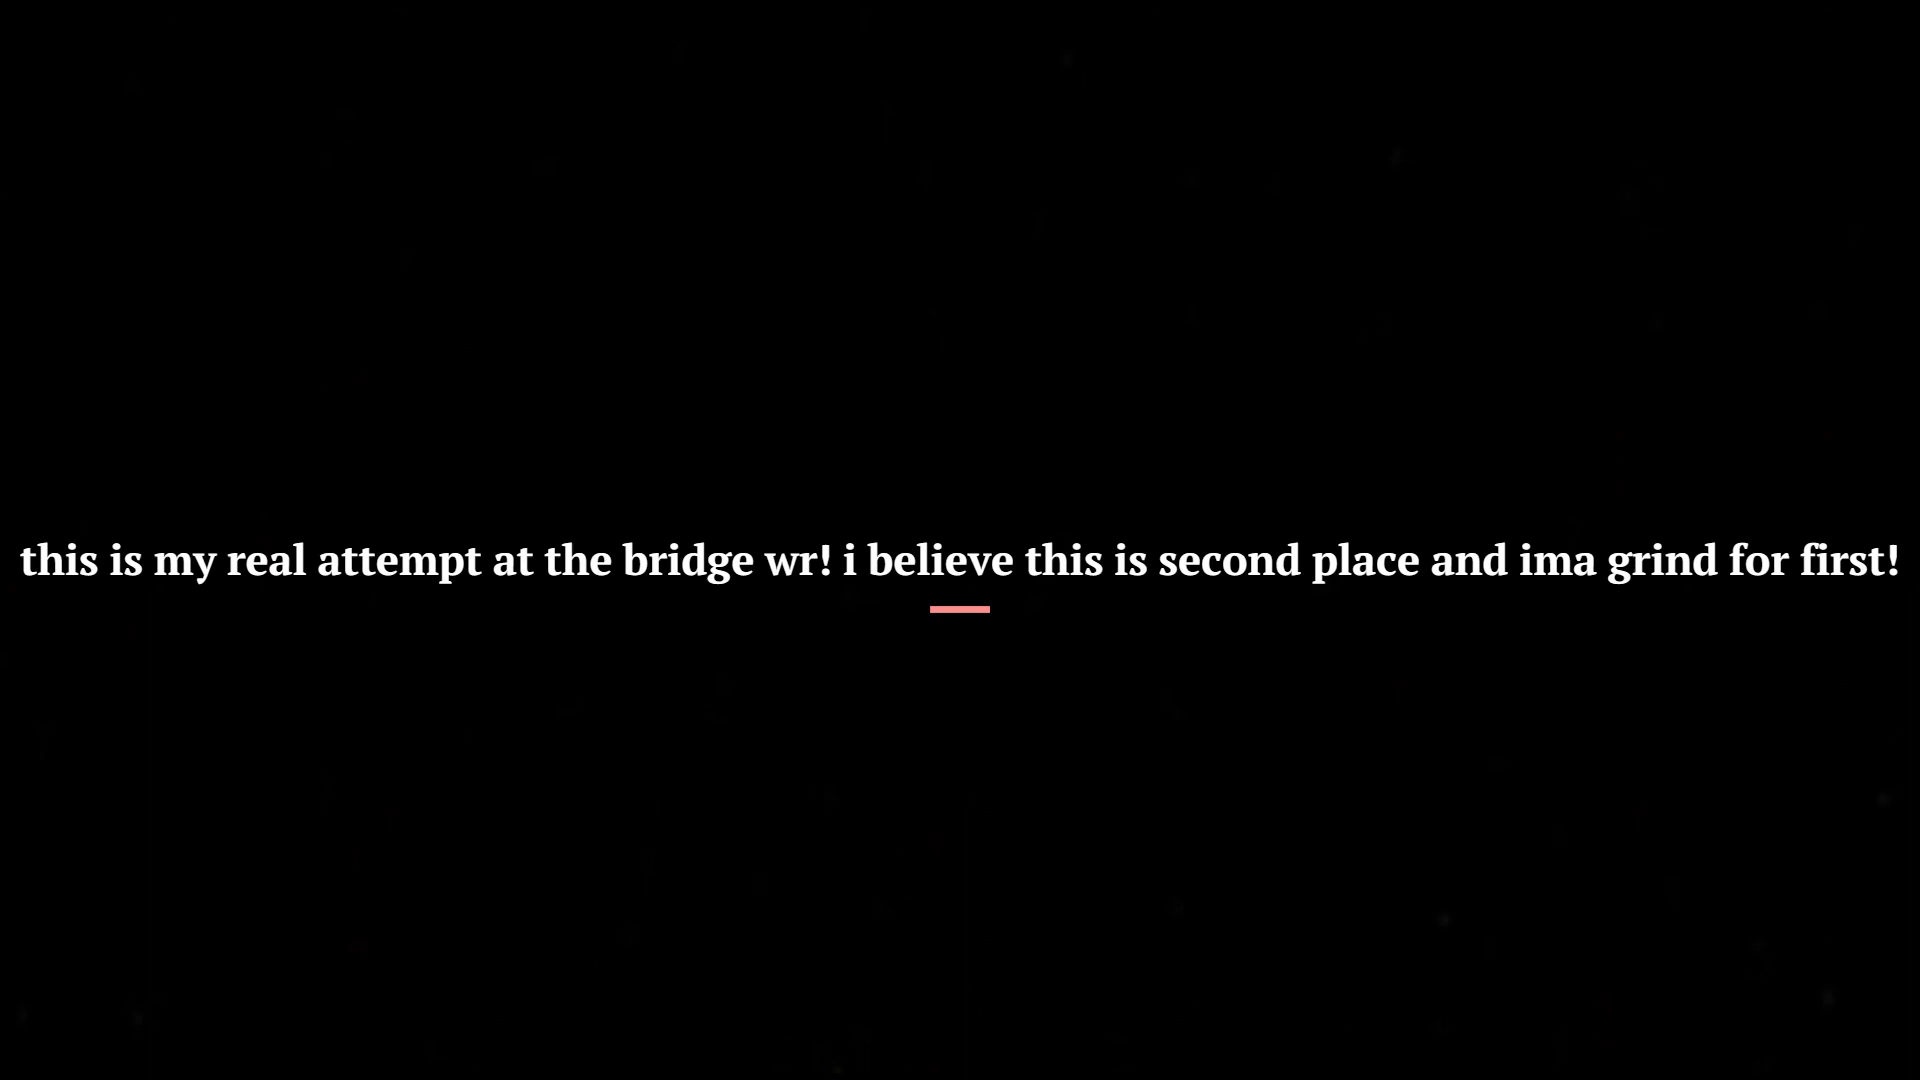 this is my real attempt at the bridge wr! i believe this is second place and ima grind for first!